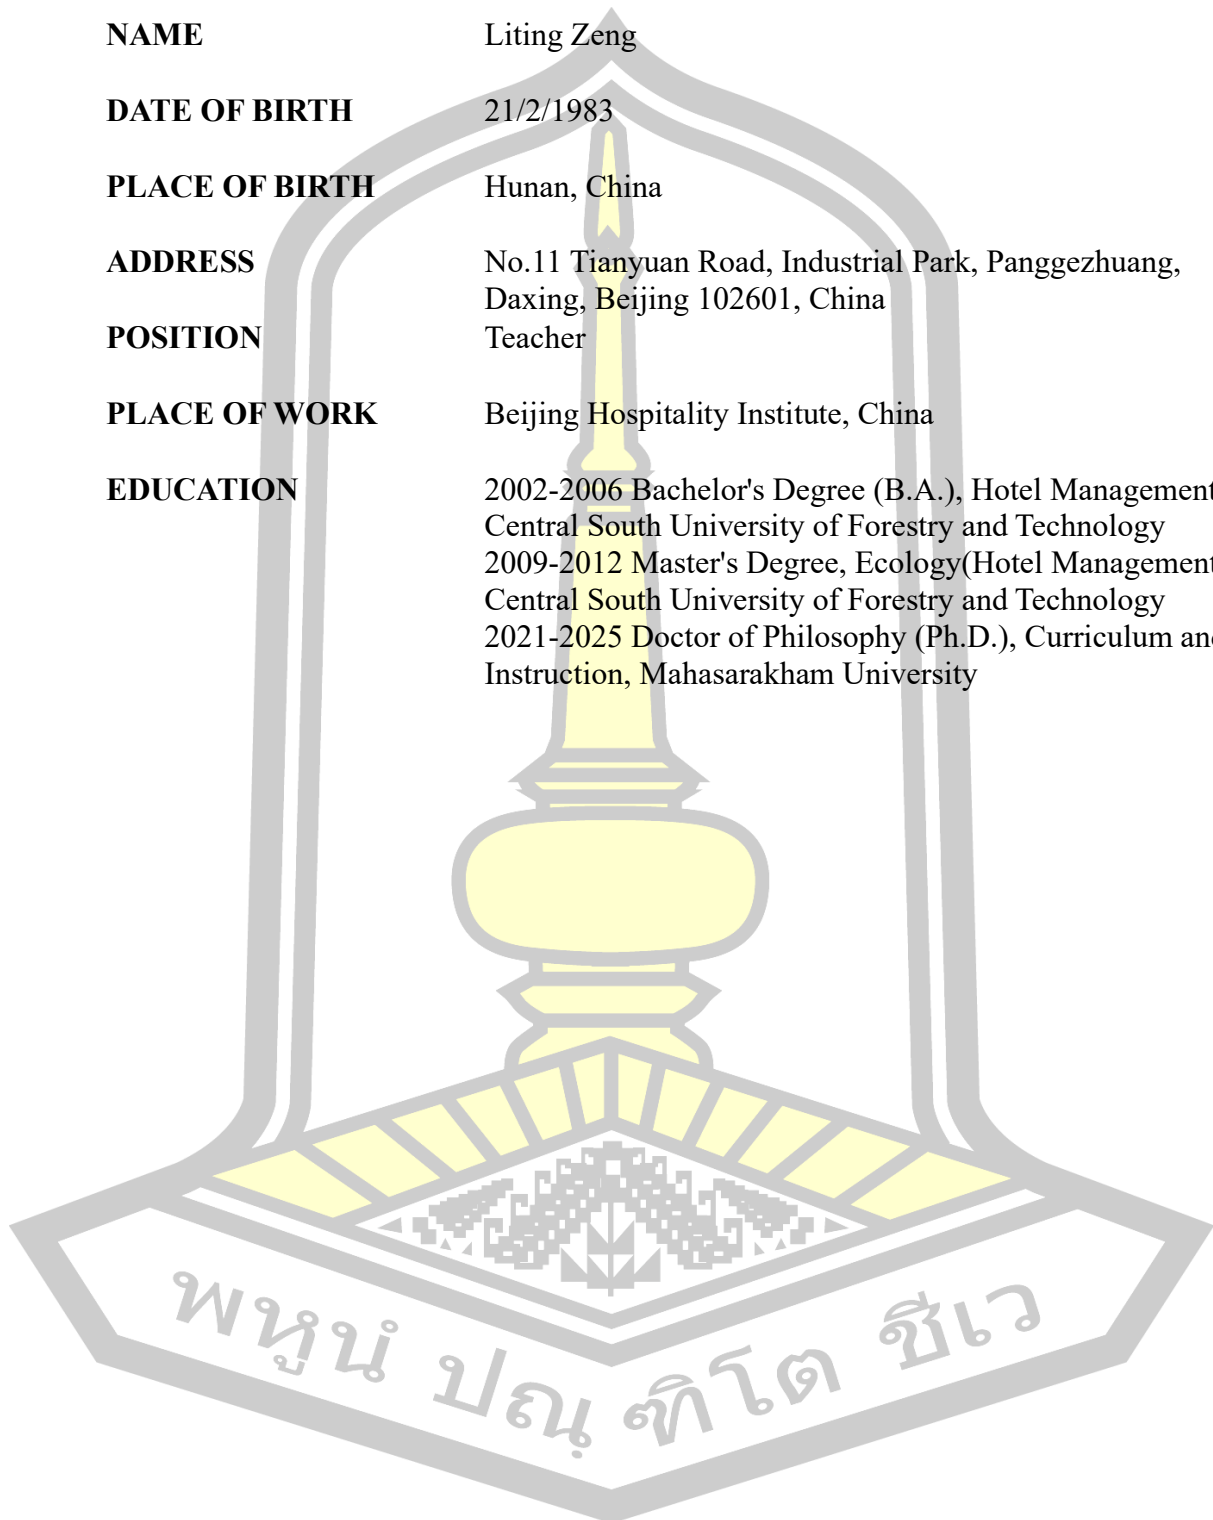 NAME Liting Zeng
DATE OF BIRTH 21/2/1983
PLACE OF BIRTH Hunan, China
ADDRESS No.11 Tianyuan Road, Industrial Park, Panggezhuang,
Daxing, Beijing 102601, China
POSITION Teacher
PLACE OF WORK Beijing Hospitality Institute, China
EDUCATION 2002-2006 Bachelor's Degree (B.A.), Hotel Management
Central South University of Forestry and Technology
2009-2012 Master's Degree, Ecology(Hotel Management
Central South University of Forestry and Technology
2021-2025 Doctor of Philosophy (Ph.D.), Curriculum an
Instruction, Mahasarakham University
พหูนํ ปณฺ ฑิโต ชีเว